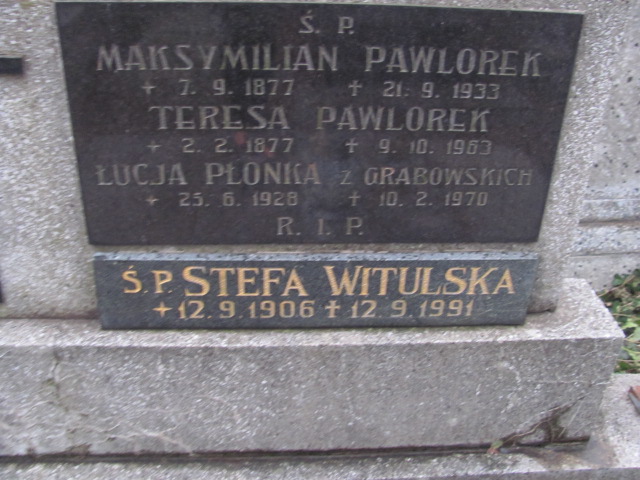 Ś. P.
MAKSYMILIAN PAWLOREK
+ 7. 9. 1877 + 21. 9. 1933
TERESA PAWLOREK
+ 2. 2. 1877 + 9. 10. 1963
ŁUCJA PŁONKA z GRABOWSKICH
+ 25. 6. 1928 + 10. 2. 1970
R. I. P.
Ś.P. STEFA WITULSKA
+12.9.1906 + 12.9.1991